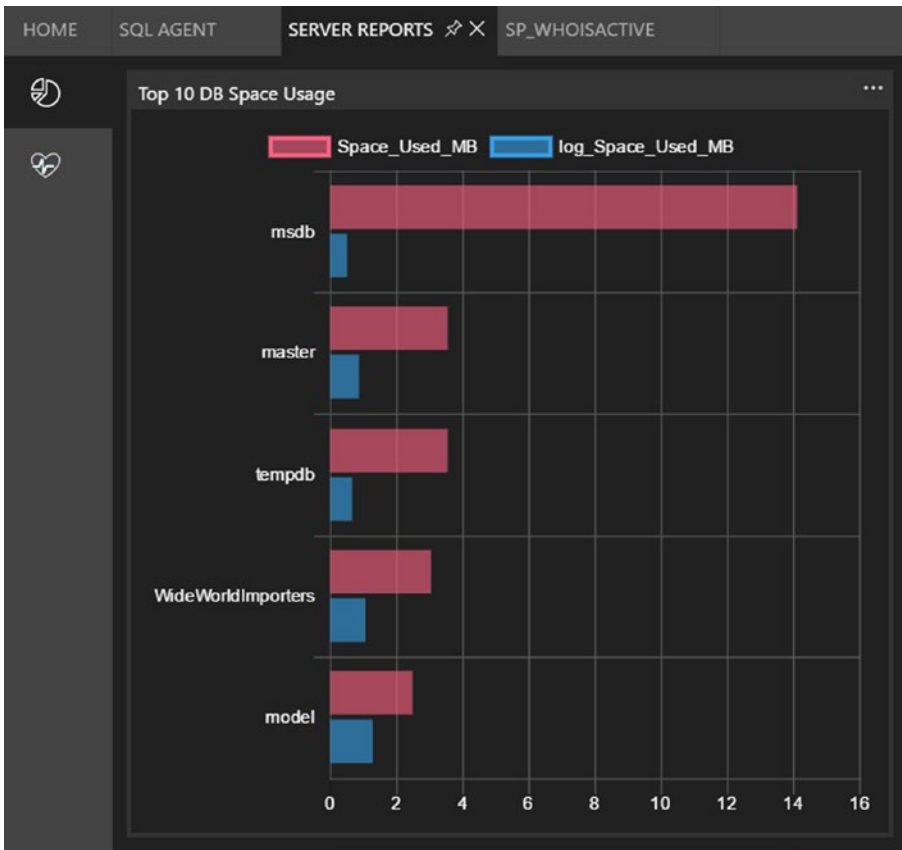 HOME SQL AGENT SERVER REPORTS SP_WHOISACTIVE
Top 10 DB Space Usage
Space_Used_MB log_Space_Used_MB
msdb
master
tempdb
WideWorldImporters
model
0 2 4 6 8 10 12 14 16